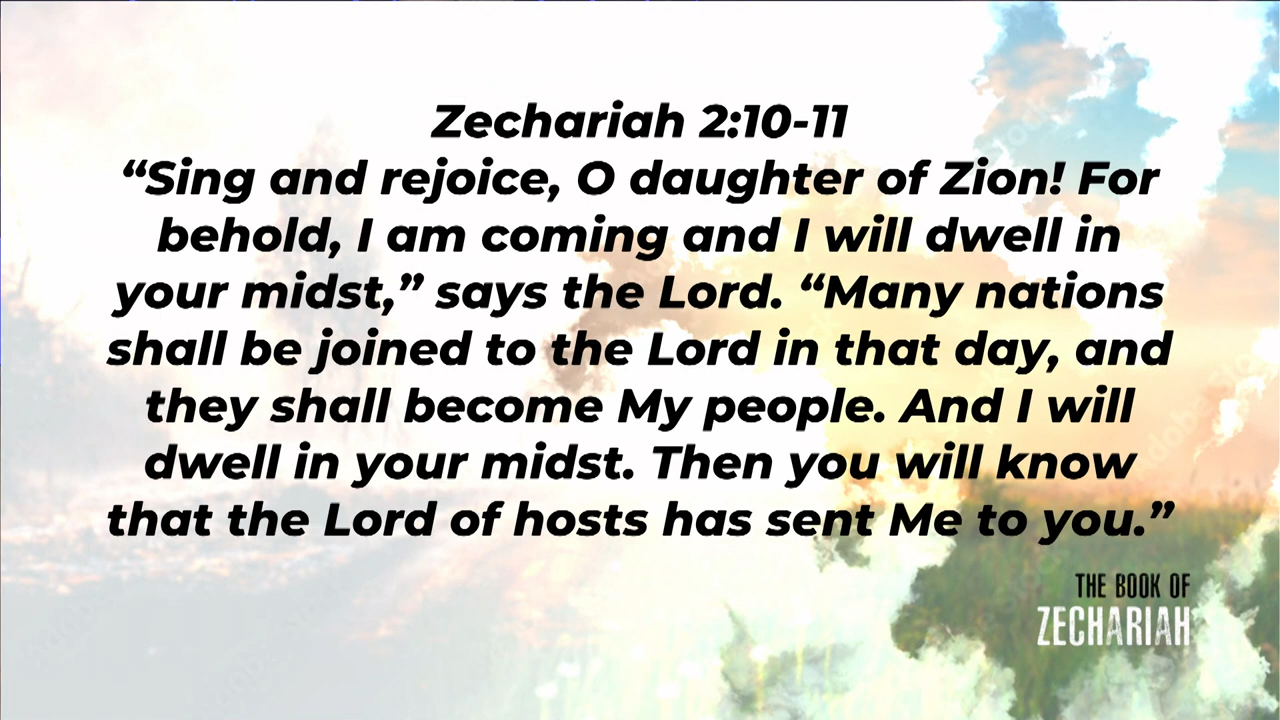 Zechariah 2:10-11
“Sing and rejoice, O daughter of Zion! For
behold, I am coming and I will dwell in
your midst,” says the Lord. “Many nations
shall be joined to the Lord in that day, and
they shall become My people. And I will
dwell in your midst. Then you will know
that the Lord of hosts has sent Me to you.”
THE BOOK OF
ZECHARIAH